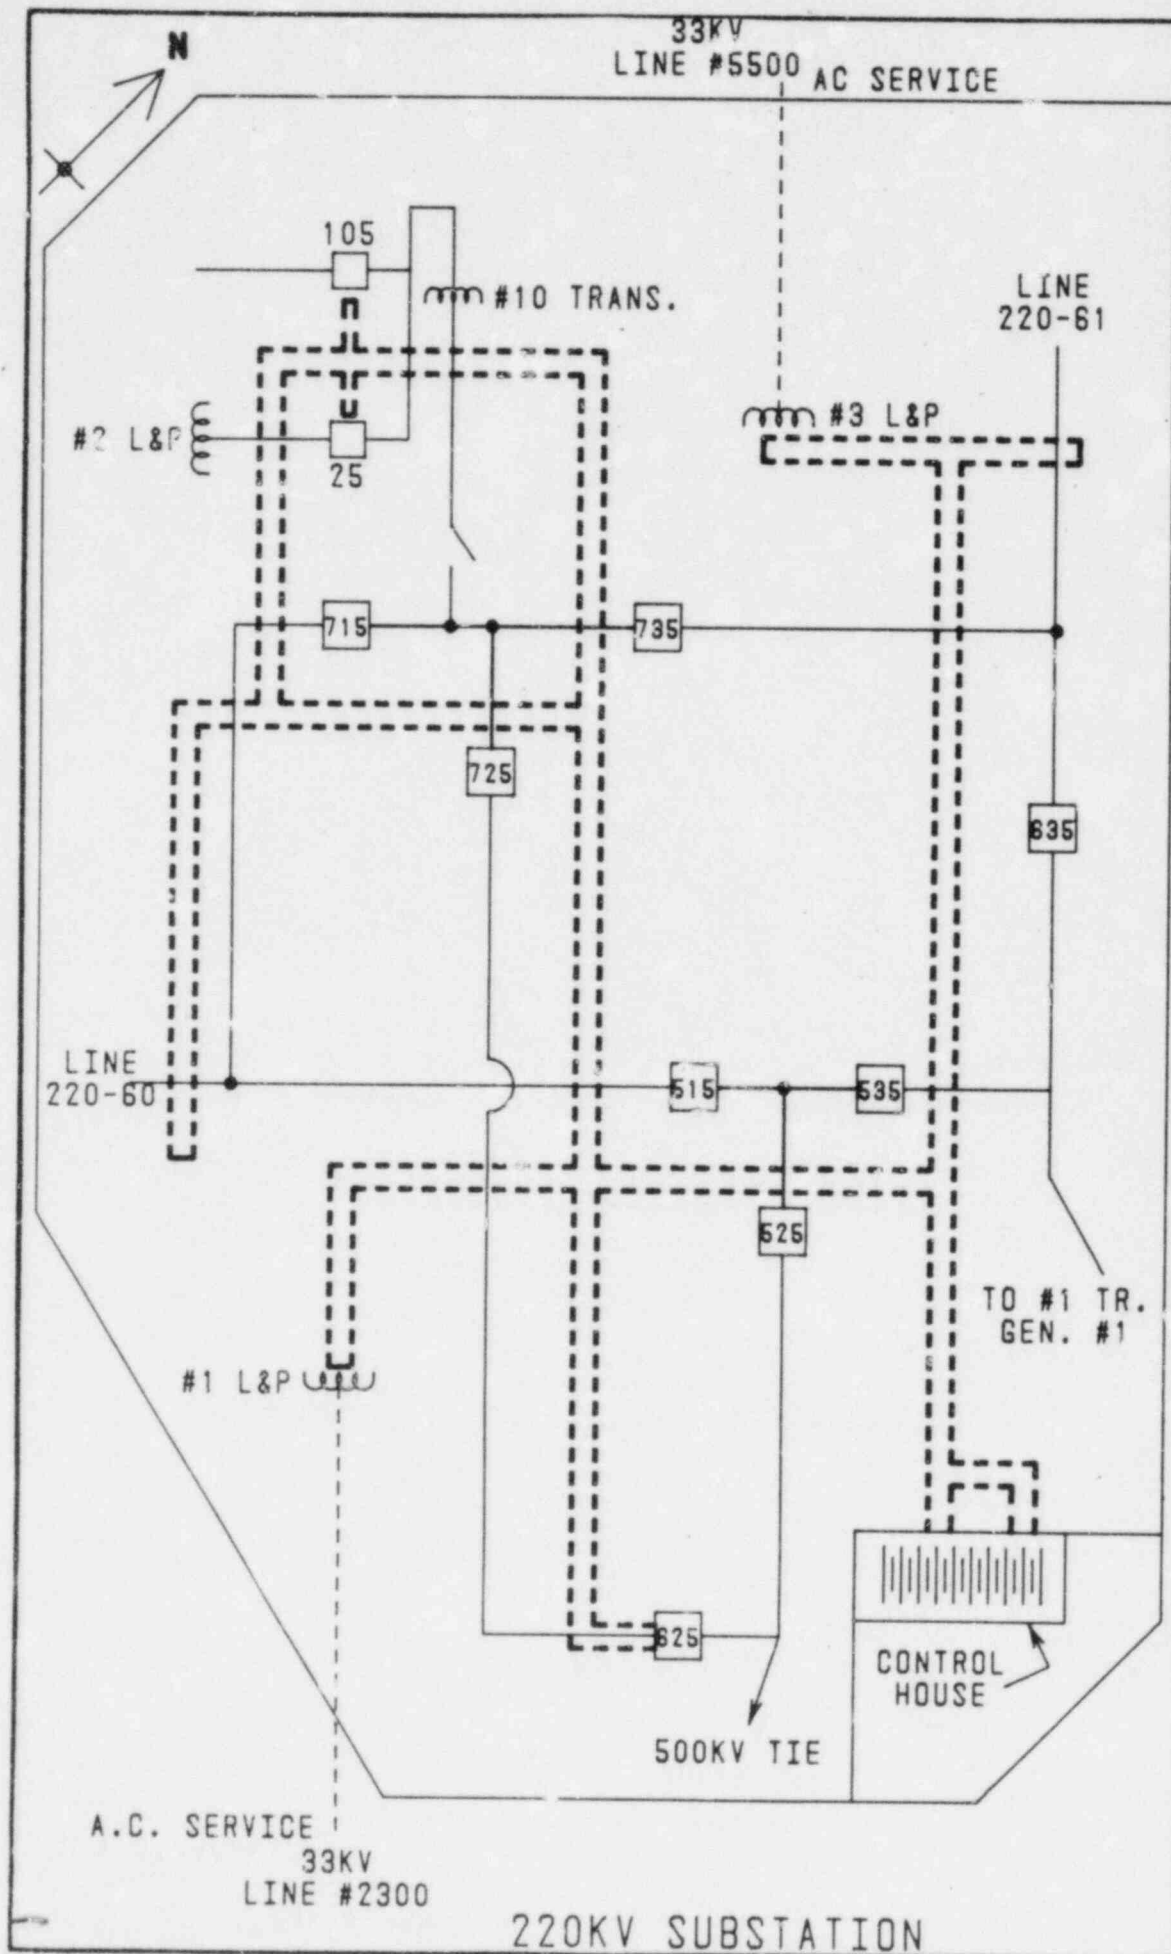 N
33KV
LINE #5500
AC SERVICE
105
#10 TRANS.
LINE
220-61
#2 L&P
25
#3 L&P
715
735
725
635
LINE
220-60
515
535
525
TO #1 TR.
GEN. #1
#1 L&P
625
CONTROL
HOUSE
500KV TIE
A.C. SERVICE
33KV
LINE #2300
220KV SUBSTATION